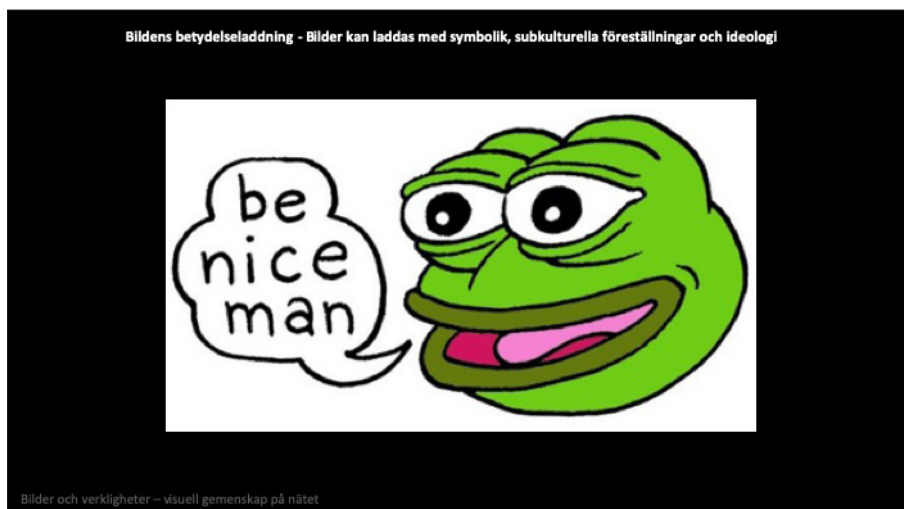 Bildens betydelseladdning - Bilder kan laddas med symbolik, subkulturella föreställningar och ideologi
be
nice
man
Bilder och verkligheter – visuell gemenskap på nätet